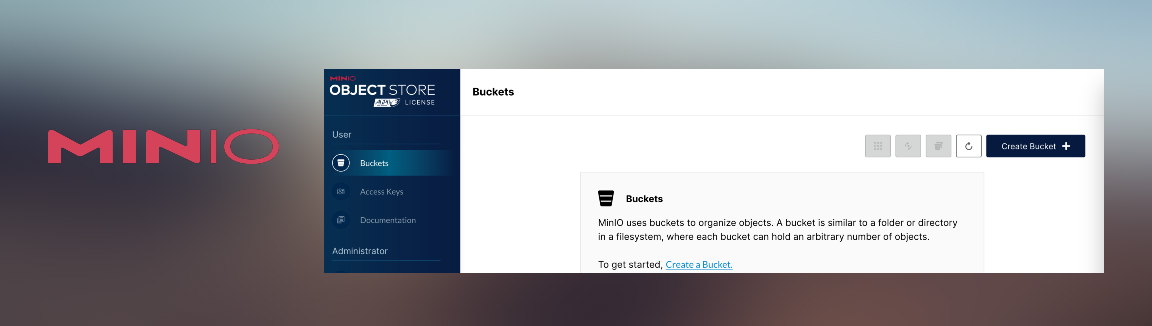 MINIO
MINIO
OBJECT STORE
LICENSE
User
Buckets
Access Keys
Documentation
Administrator
Buckets
Create Bucket
Buckets
MinIO uses buckets to organize objects. A bucket is similar to a folder or directory
in a filesystem, where each bucket can hold an arbitrary number of objects.
To get started, Create a Bucket.